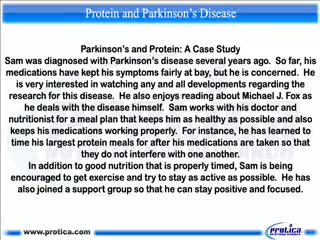 Protein and Parkinson's Disease
Parkinson's and Protein: A Case Study
Sam was diagnosed with Parkinson's disease several years ago.  So far, his
medications have kept his symptoms fairly at bay, but he is concerned.  He
is very interested in watching any and all developments regarding the
research for this disease.  He also enjoys reading about Michael J. Fox as
he deals with the disease himself.  Sam works with his doctor and
nutritionist for a meal plan that keeps him as healthy as possible and also
keeps his medications working properly.  For instance, he has learned to
time his largest protein meals for after his medications are taken so that
they do not interfere with one another.
In addition to good nutrition that is properly timed, Sam is being
encouraged to get exercise and try to stay as active as possible.  He has
also joined a support group so that he can stay positive and focused.
www.protica.com
protica